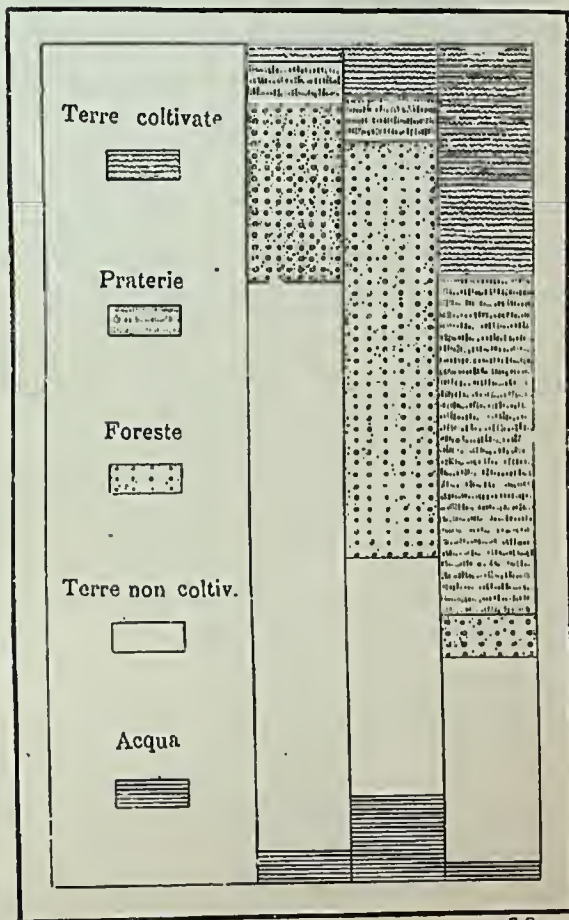 Terre coltivate
Praterie
Foreste
Terre non coltiv.
Acqua